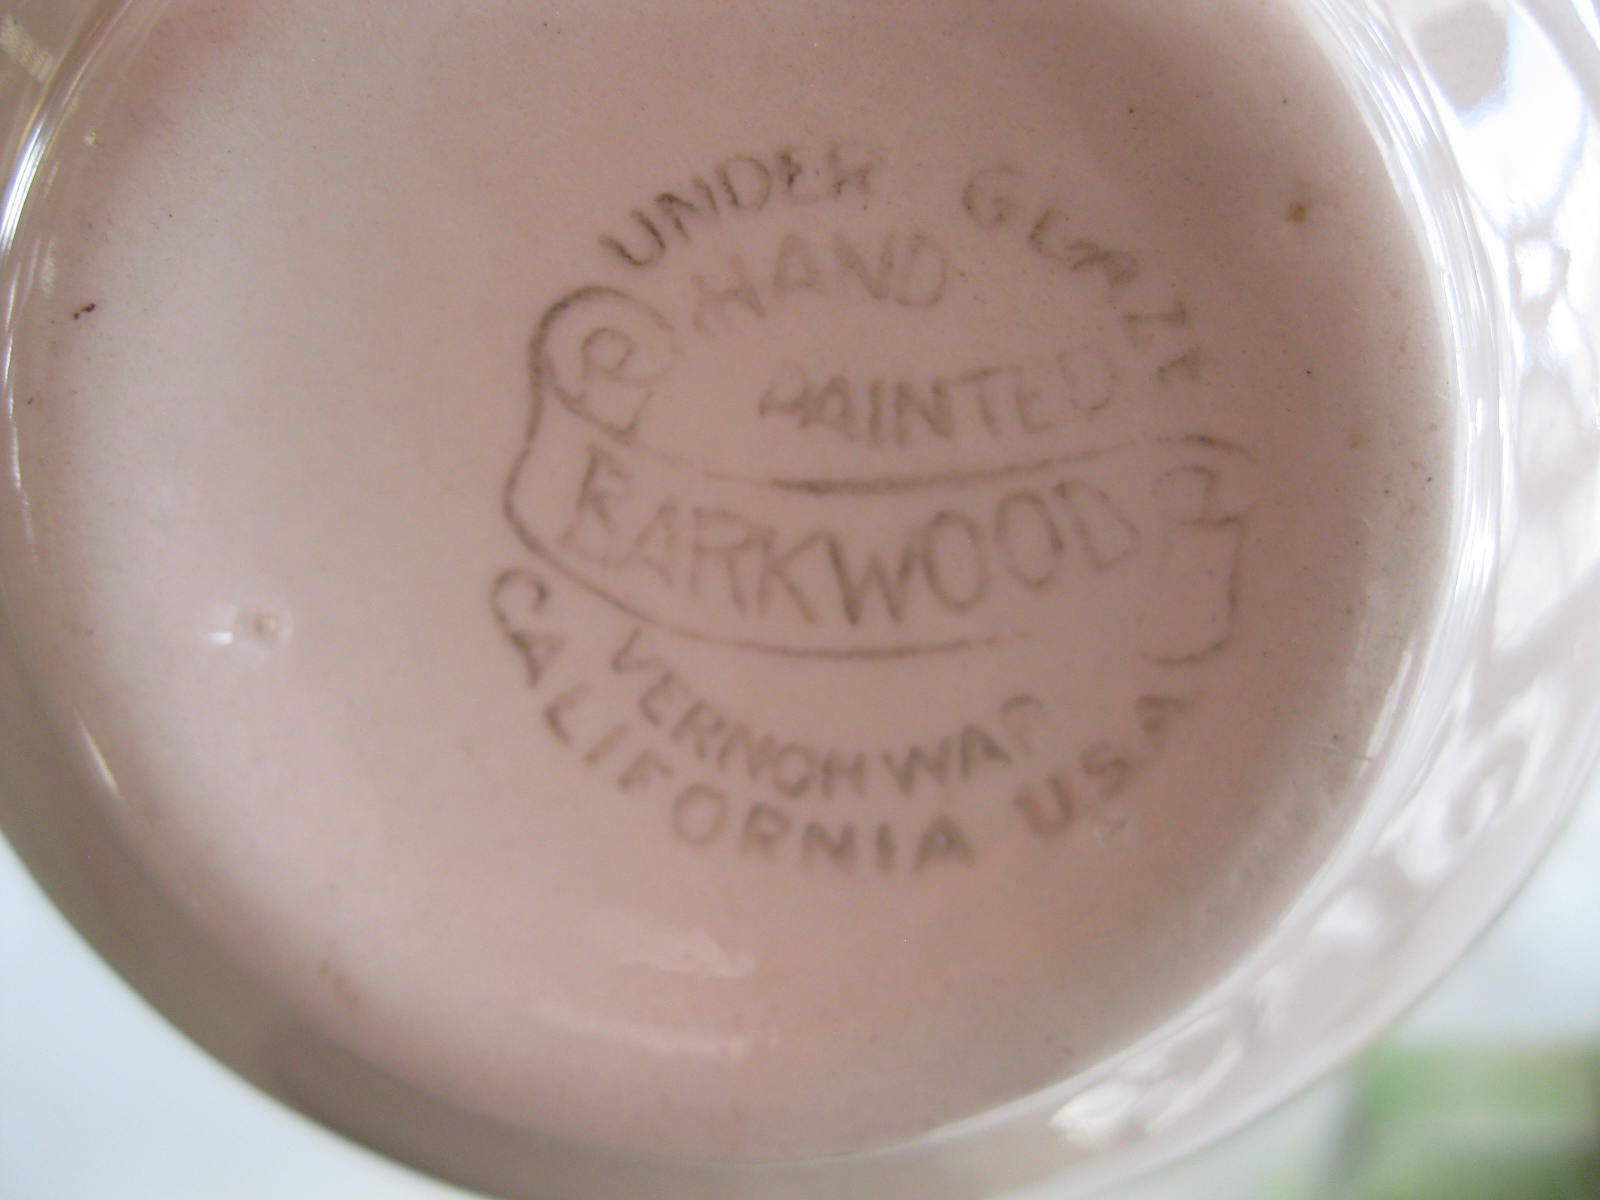 UNDER GLAZE
HAND
PAINTED
BARKWOOD
VERNONWARE
CALIFORNIA U.S.A